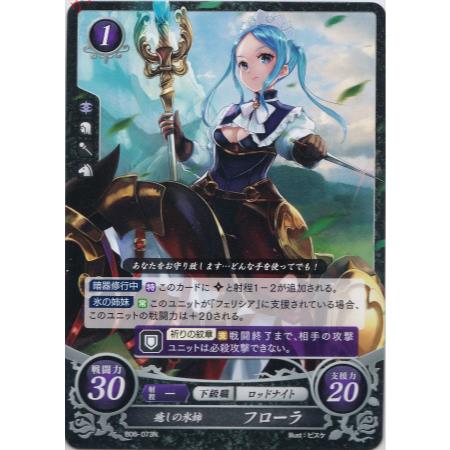 1
あなたをお守り致します…どんな手を使ってでも!
暗器修行中 特 このカードに と射程1-2が追加される。
氷の姉妹 常 このユニットが『フェリシア』に支援されている場合、
このユニットの戦闘力は+20される。
祈りの紋章 支 戦闘終了まで、相手の攻撃
ユニットは必殺攻撃できない。
戦闘力
30
射程 - 下級職 ロッドナイト
支援力
20
癒しの氷姉 フローラ
B06-073N
Illust:ビスケ